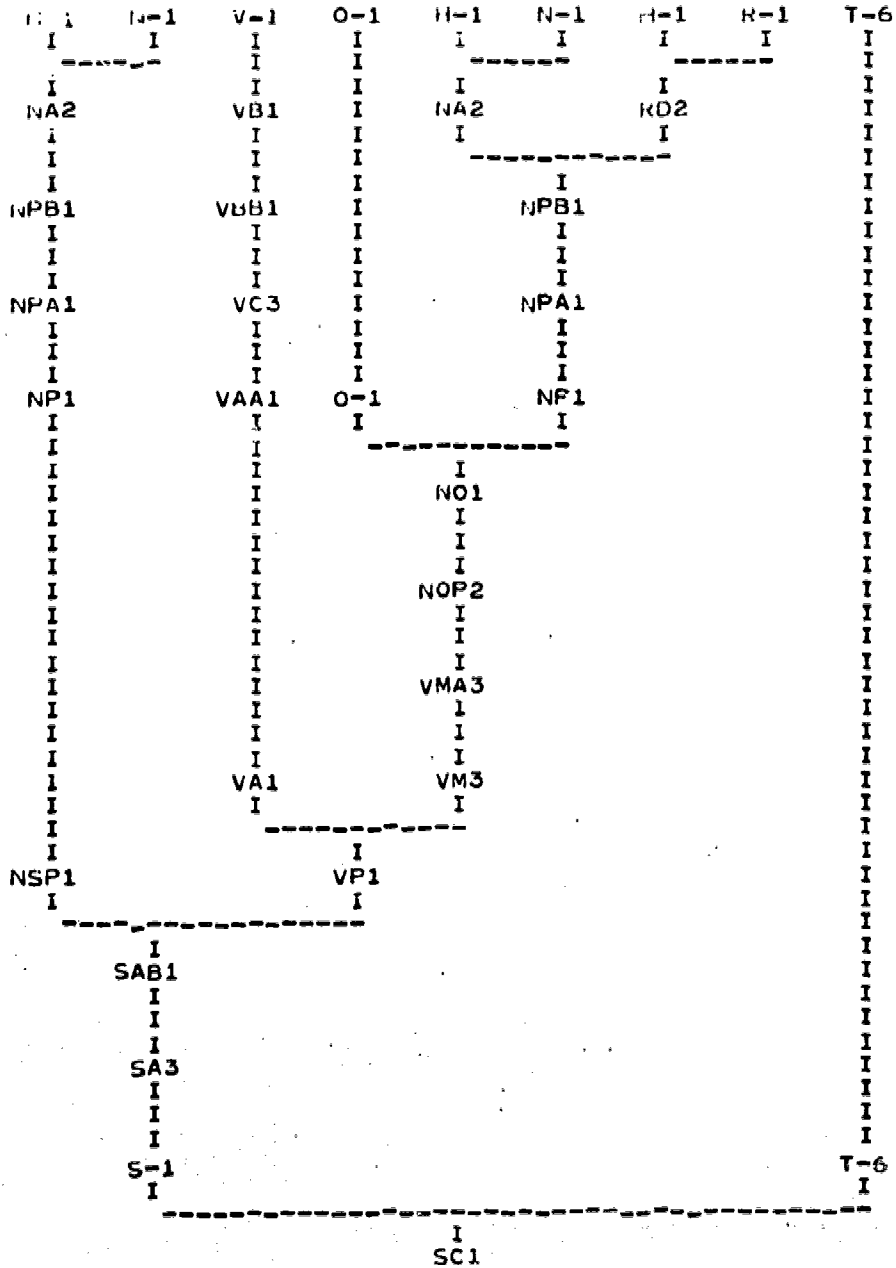 N-1 V-1 O-1 H-1 N-1 H-1 R-1 T-6
NA2 VB1 NA2 RD2
NPB1 VBB1 NPB1
NPA1 VC3 NPA1
NP1 VAA1 O-1 NP1
NO1
NOP2
VMA3
VA1 VM3
NSP1 VP1
SAB1
SA3
S-1 T-6
SC1